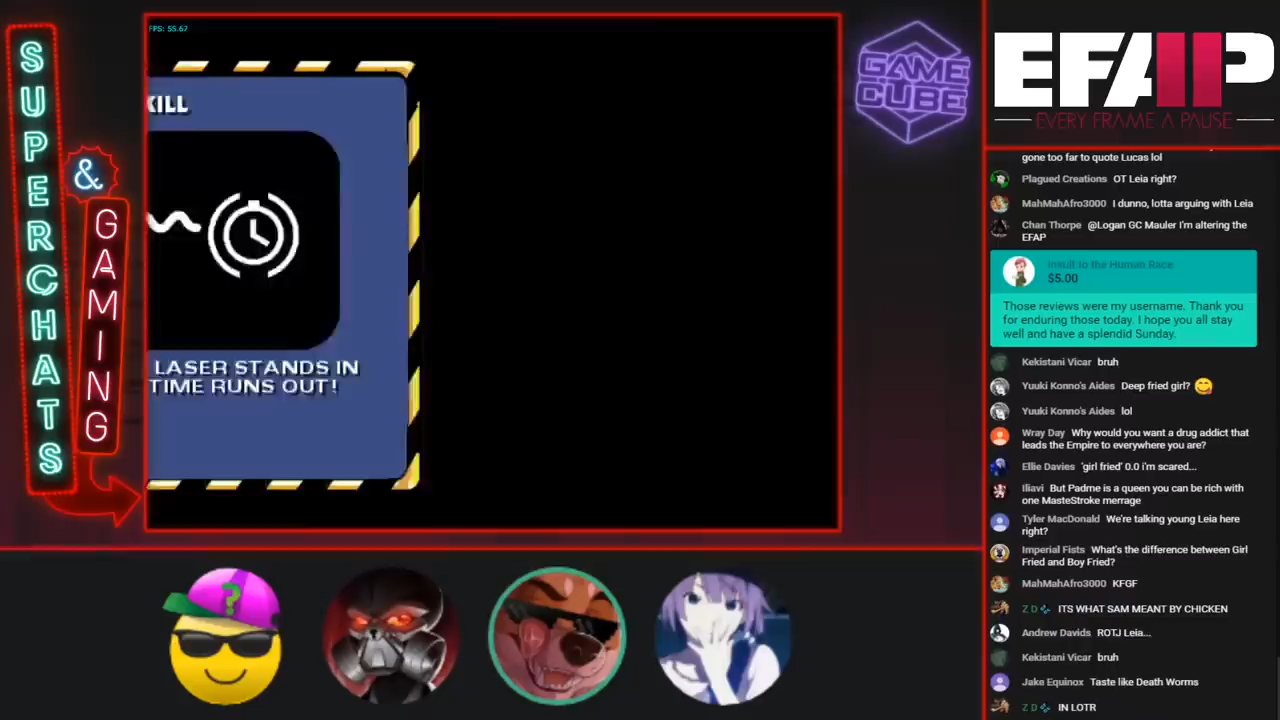 SUPERCHATS
&
GAMING
FPS: 55.67
KILL
LASER STANDS IN
TIME RUNS OUT!
GAME
CUBE
EFAP
EVERY FRAME A PAUSE
gone too far to quote Lucas lol
Plagued Creations OT Leia right?
MahMahAfro3000 I dunno, lotta arguing with Leia
Chan Thorpe @Logan GC Mauler I'm altering the
EFAP
Insult to the Human Race
$5.00
Those reviews were my username. Thank you
for enduring those today. I hope you all stay
well and have a splendid Sunday.
Kekistani Vicar bruh
Yuuki Konno's Aides Deep fried girl? 😋
Yuuki Konno's Aides lol
Wray Day Why would you want a drug addict that
leads the Empire to everywhere you are?
Ellie Davies 'girl fried' 0.0 i'm scared...
Iliavi But Padme is a queen you can be rich with
one MasteStroke merrage
Tyler MacDonald We're talking young Leia here
right?
Imperial Fists What's the difference between Girl
Fried and Boy Fried?
MahMahAfro3000 KFGF
Z D ITS WHAT SAM MEANT BY CHICKEN
Andrew Davids ROTJ Leia...
Kekistani Vicar bruh
Jake Equinox Taste like Death Worms
Z D IN LOTR
?